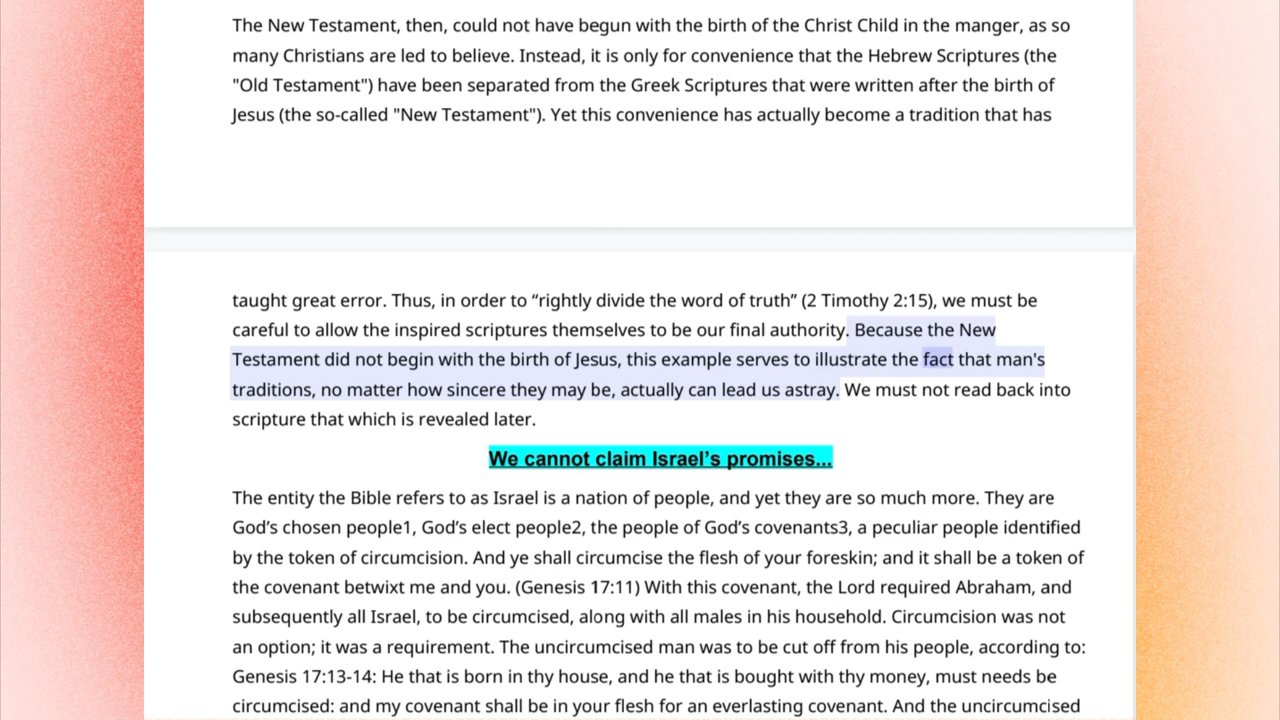 The New Testament, then, could not have begun with the birth of the Christ Child in the manger, as so
many Christians are led to believe. Instead, it is only for convenience that the Hebrew Scriptures (the
"Old Testament") have been separated from the Greek Scriptures that were written after the birth of
Jesus (the so-called "New Testament"). Yet this convenience has actually become a tradition that has
taught great error. Thus, in order to “rightly divide the word of truth” (2 Timothy 2:15), we must be
careful to allow the inspired scriptures themselves to be our final authority. Because the New
Testament did not begin with the birth of Jesus, this example serves to illustrate the fact that man's
traditions, no matter how sincere they may be, actually can lead us astray. We must not read back into
scripture that which is revealed later.
We cannot claim Israel’s promises...
The entity the Bible refers to as Israel is a nation of people, and yet they are so much more. They are
God’s chosen people1, God’s elect people2, the people of God’s covenants3, a peculiar people identified
by the token of circumcision. And ye shall circumcise the flesh of your foreskin; and it shall be a token of
the covenant betwixt me and you. (Genesis 17:11) With this covenant, the Lord required Abraham, and
subsequently all Israel, to be circumcised, along with all males in his household. Circumcision was not
an option; it was a requirement. The uncircumcised man was to be cut off from his people, according to:
Genesis 17:13-14: He that is born in thy house, and he that is bought with thy money, must needs be
circumcised: and my covenant shall be in your flesh for an everlasting covenant. And the uncircumcised